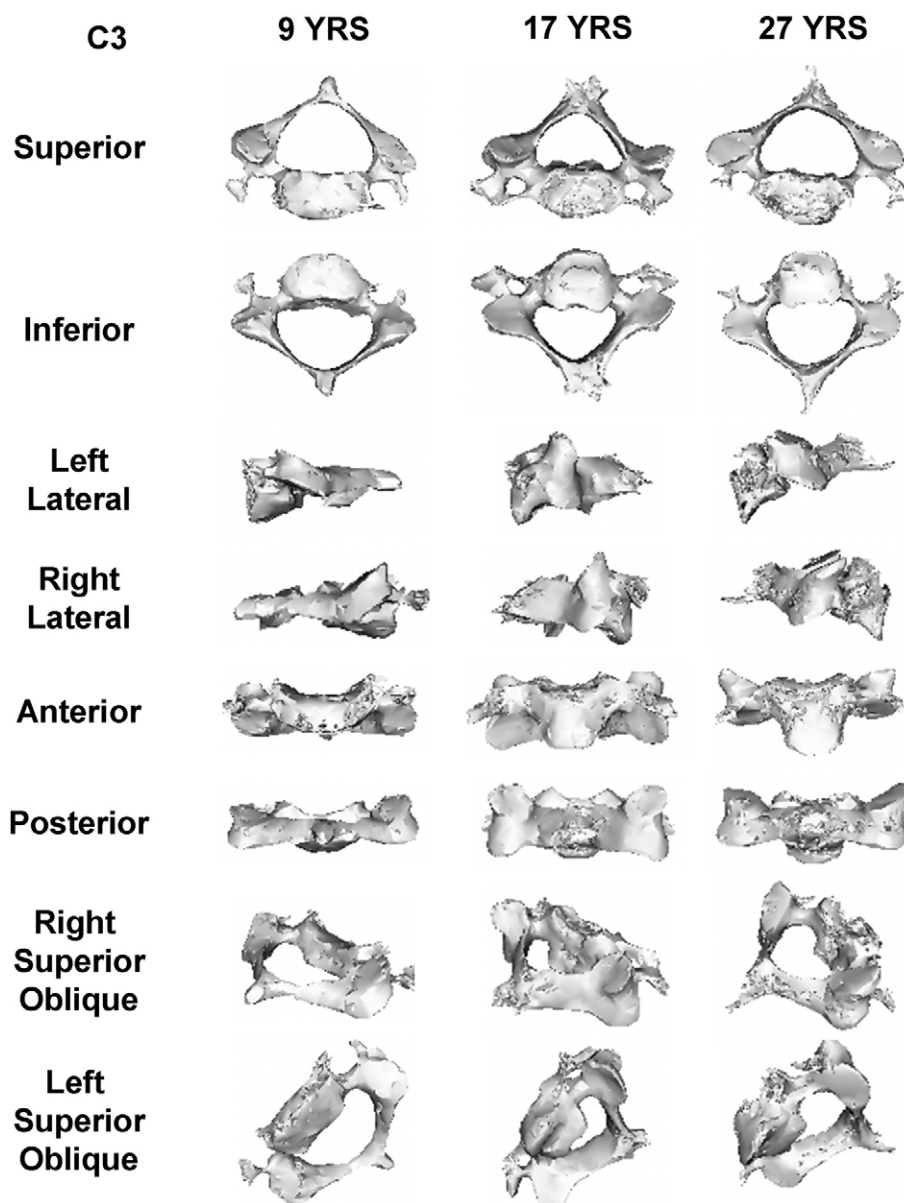 C3 9 YRS 17 YRS 27 YRS
Superior
Inferior
Left
Lateral
Right
Lateral
Anterior
Posterior
Right
Superior
Oblique
Left
Superior
Oblique